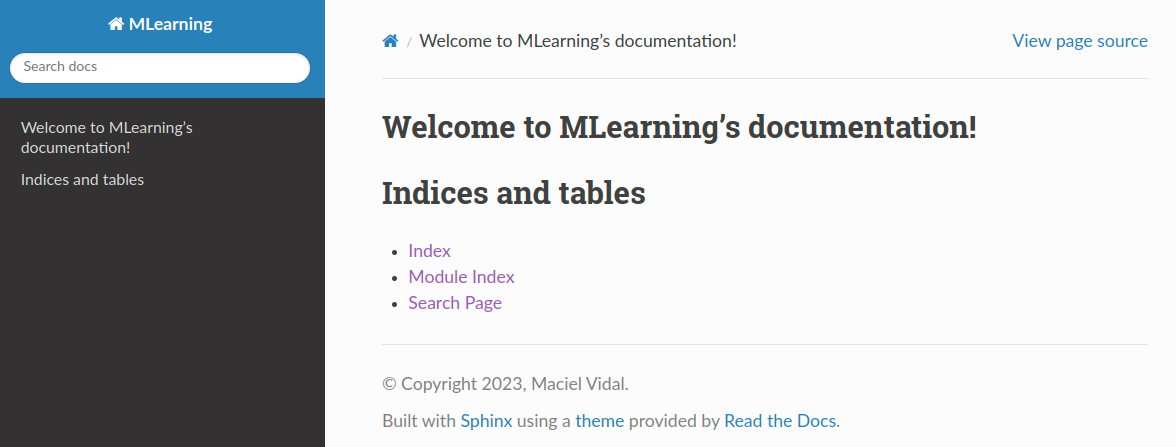 MLearning
Search docs
Welcome to MLearning's
documentation!
Indices and tables
/ Welcome to MLearning's documentation!
View page source
Welcome to MLearning's documentation!
Indices and tables
• Index
• Module Index
• Search Page
© Copyright 2023, Maciel Vidal.
Built with Sphinx using a theme provided by Read the Docs.